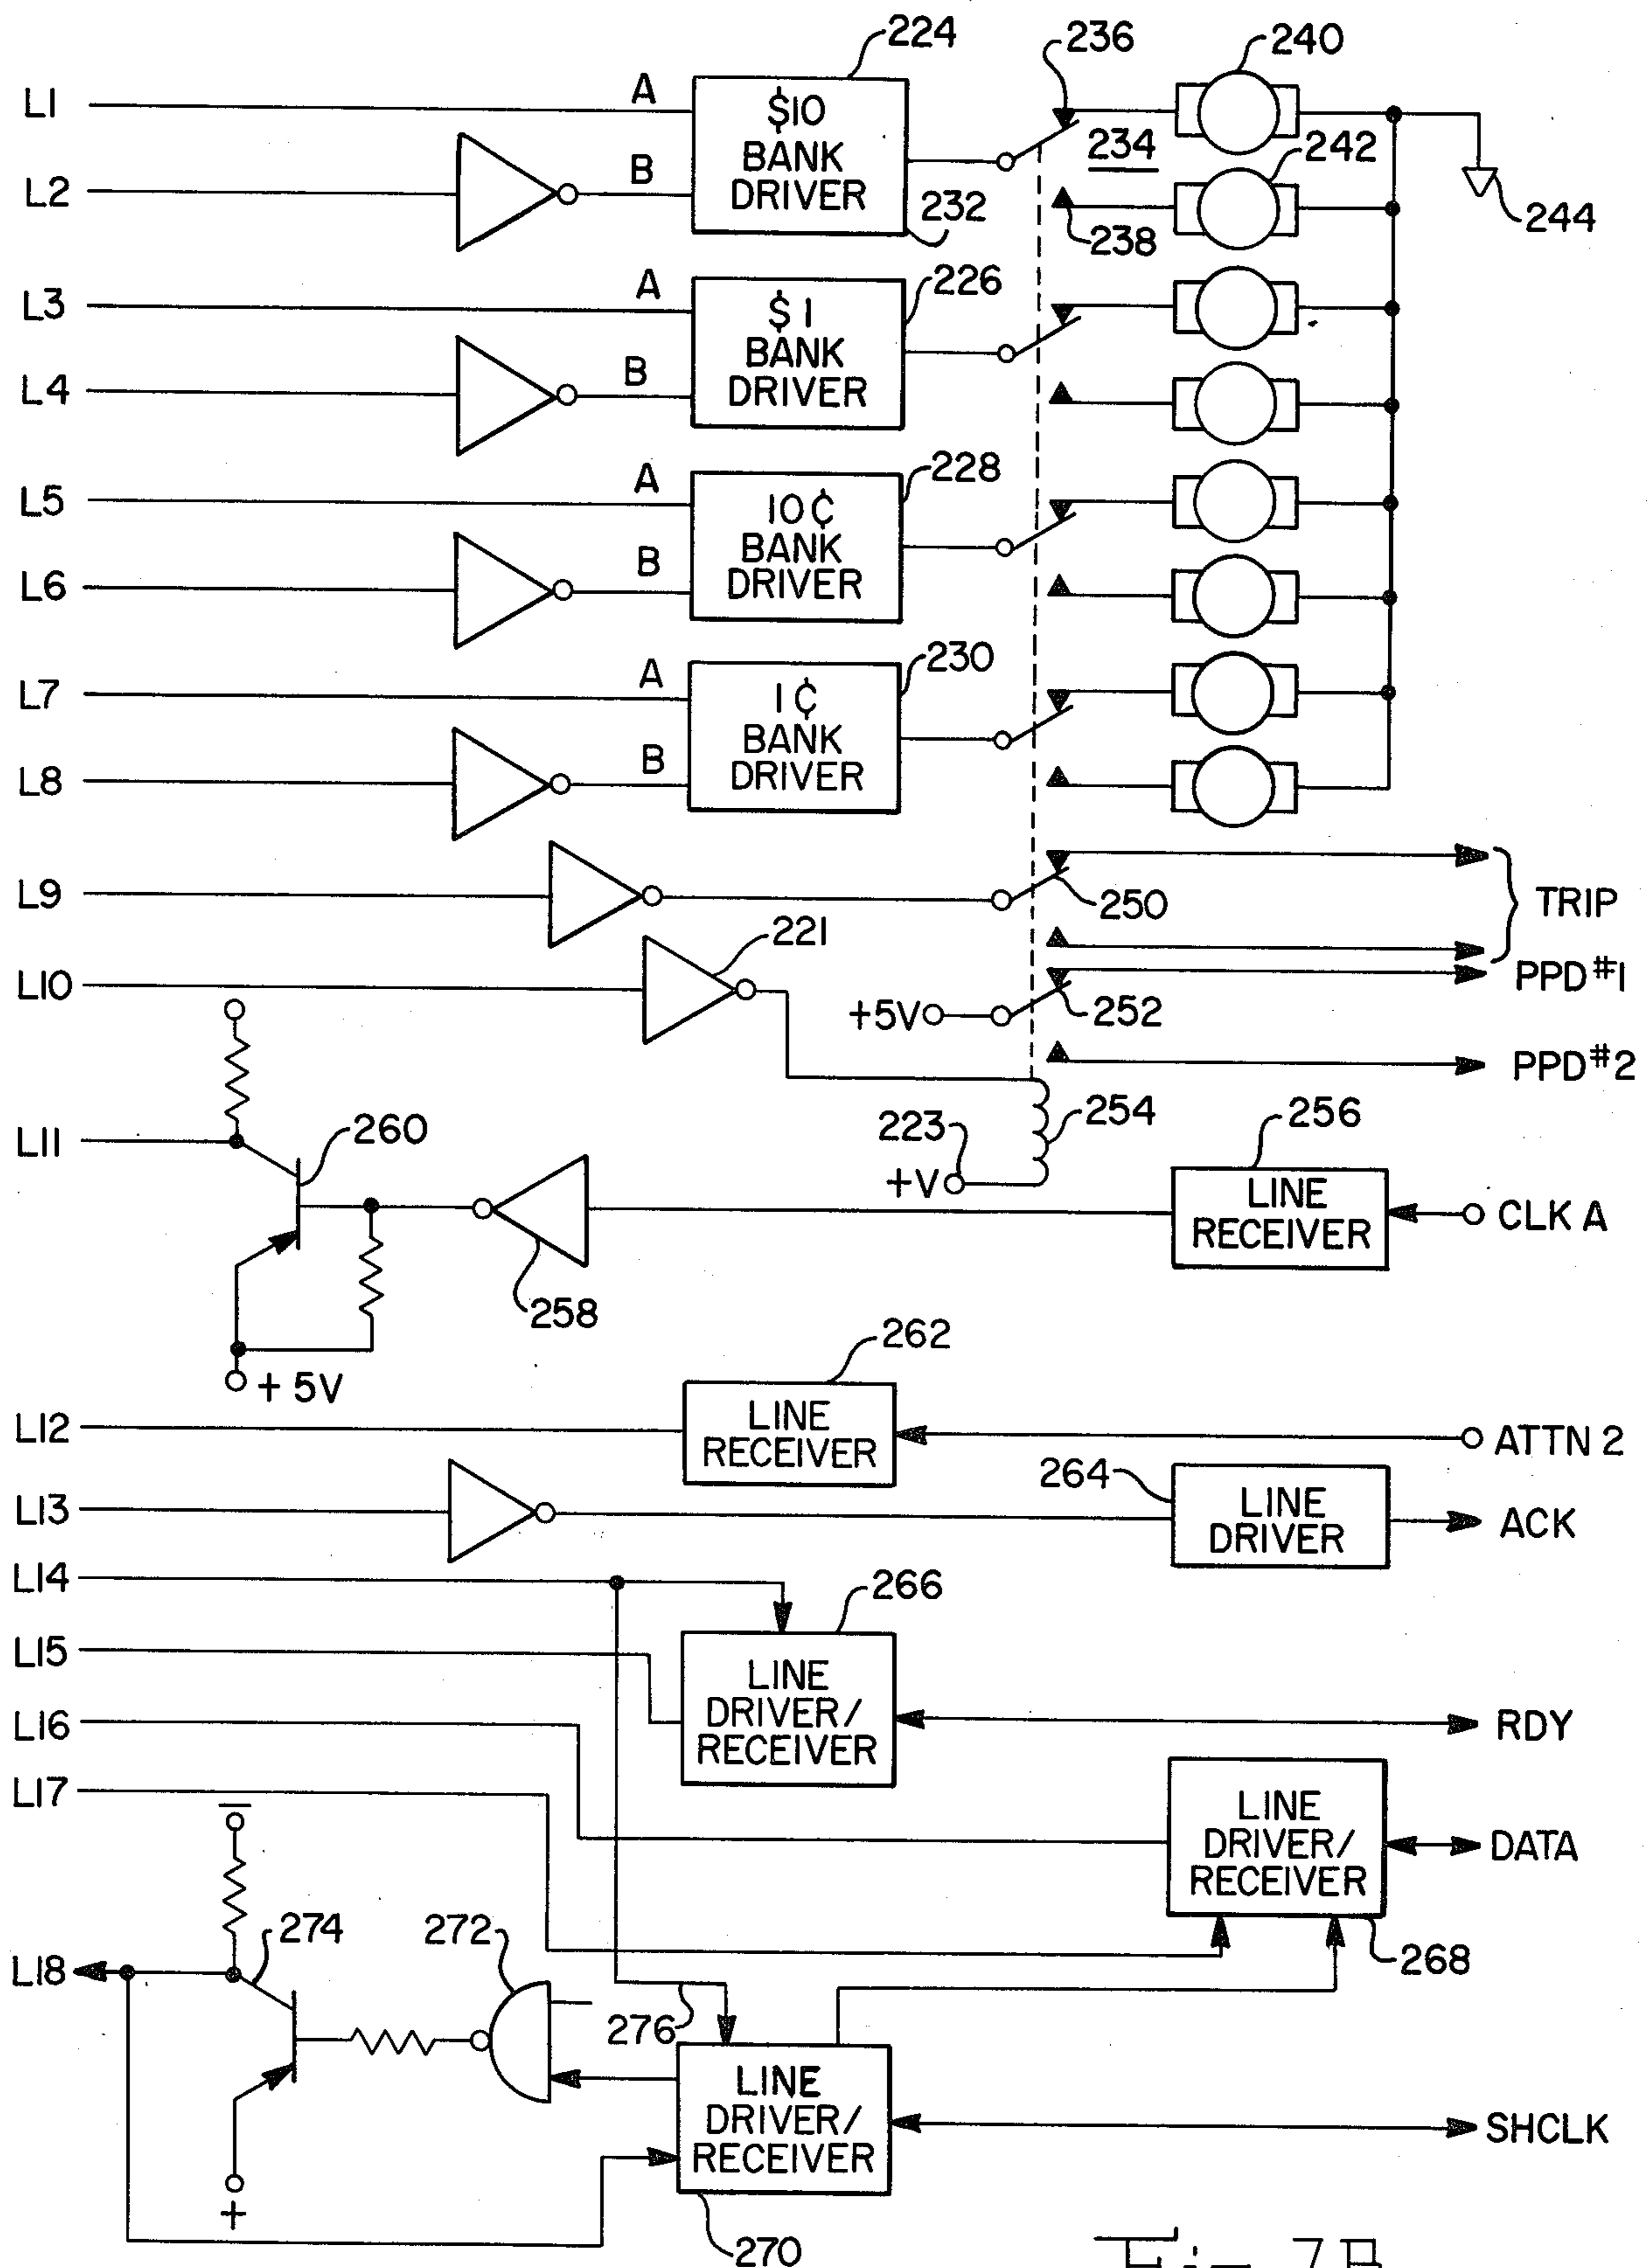 224
236
240
L1
A
$10
BANK
DRIVER
234
242
L2
B
232
238
244
L3
A
$1
BANK
DRIVER
226
L4
B
L5
A
10¢
BANK
DRIVER
228
L6
B
L7
A
1¢
BANK
DRIVER
230
L8
B
L9
250
TRIP
221
L10
PPD#1
+5V
252
PPD#2
L11
260
223
254
256
+V
LINE
RECEIVER
CLK A
258
+ 5V
262
L12
LINE
RECEIVER
ATTN 2
264
L13
LINE
DRIVER
ACK
L14
266
L15
LINE
DRIVER/
RECEIVER
L16
RDY
L17
–
LINE
DRIVER/
RECEIVER
DATA
274
272
L18
268
276
LINE
DRIVER/
RECEIVER
SHCLK
+
270
Fig. 7B